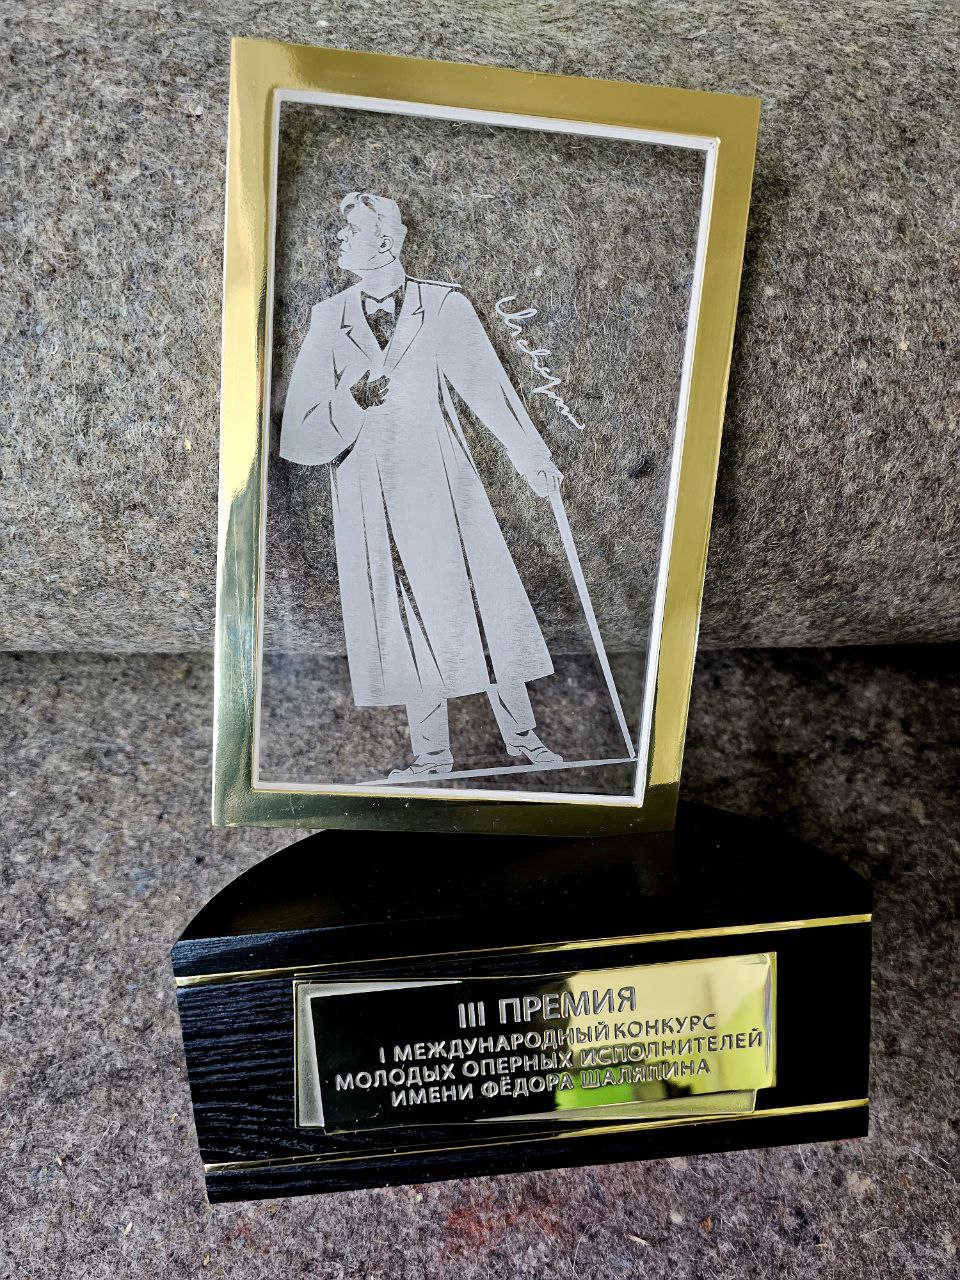 III ПРЕМИЯ
I МЕЖДУНАРОДНЫЙ КОНКУРС
МОЛОДЫХ ОПЕРНЫХ ИСПОЛНИТЕЛЕЙ
ИМЕНИ ФЁДОРА ШАЛЯПИНА